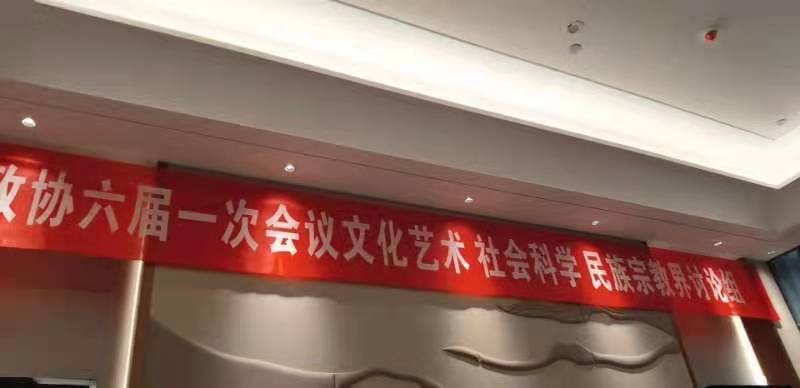 政协六届一次会议文化艺术 社会科学 民族宗教界讨论组